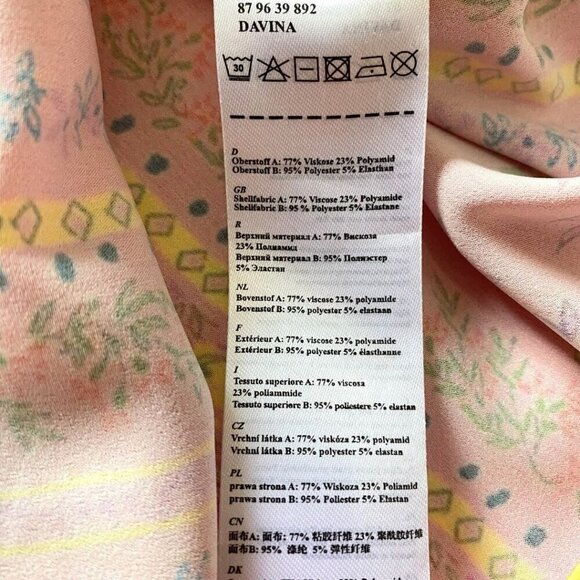 87 96 39 892
DAVINA
30
D
Oberstoff A: 77% Viskose 23% Polyamid
Oberstoff B: 95% Polyester 5% Elasthan
GB
Shellfabric A: 77% Viscose 23% Polyamide
Shellfabric B: 95 % Polyester 5% Elastane
R
Верхний материал A: 77% Вискоза
23% Полиамид
Верхний материал B: 95% Полиэстер
5% Эластан
NL
Bovenstof A: 77% viscose 23% polyamide
Bovenstof B: 95% polyester 5% elastaan
F
Extérieur A: 77% viscose 23% polyamide
Extérieur B: 95% polyester 5% élasthanne
I
Tessuto superiore A: 77% viscosa
23% poliammide
Tessuto superiore B: 95% poliestere 5% elastan
CZ
Vrchní látka A: 77% viskóza 23% polyamid
Vrchní látka B: 95% polyester 5% elastan
PL
prawa strona A: 77% Wiskoza 23% Poliamid
prawa strona B: 95% Poliester 5% Elastan
CN
面布A: 面布: 77% 粘胶纤维 23% 聚酰胺纤维
面布B: 95% 涤纶 5% 弹性纤维
DK